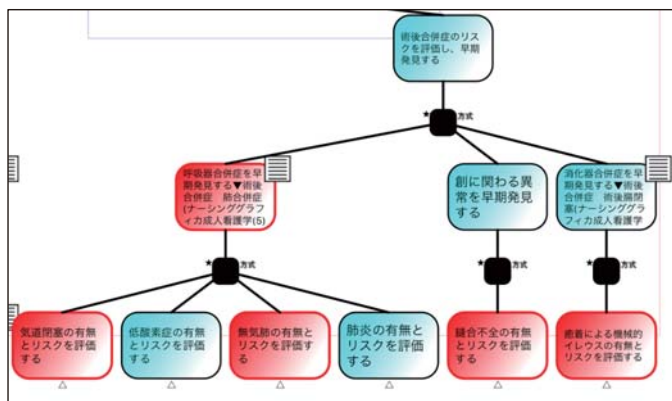 術後合併症のリス
クを評価し、早期
発見する
★
方式
呼吸器合併症を早
期発見する▼術後
合併症 肺合併症
(ナーシンググラフ
ィカ成人看護学(5)
創に関わる異
常を早期発見
する
消化器合併症を早
期発見する▼術後
合併症 術後腸閉
塞(ナーシンググラ
フィカ成人看護学
★
方式
★
方式
★
方式
気道閉塞の有無
とリスクを評価
する
低酸素症の有無
とリスクを評価
する
無気肺の有無と
リスクを評価す
る
肺炎の有無と
リスクを評価
する
縫合不全の有無と
リスクを評価する
癒着による機械的
イレウスの有無と
リスクを評価する